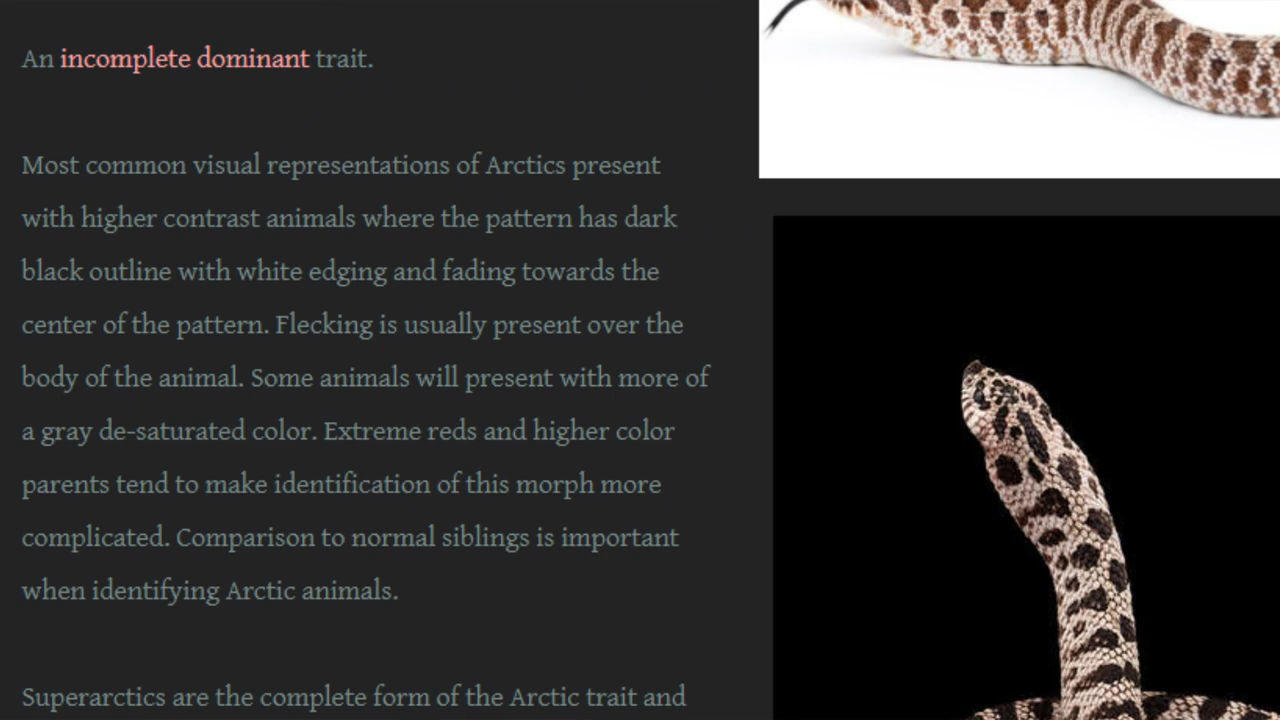 An incomplete dominant trait.
Most common visual representations of Arctics present
with higher contrast animals where the pattern has dark
black outline with white edging and fading towards the
center of the pattern. Flecking is usually present over the
body of the animal. Some animals will present with more of
a gray de-saturated color. Extreme reds and higher color
parents tend to make identification of this morph more
complicated. Comparison to normal siblings is important
when identifying Arctic animals.
Superarctics are the complete form of the Arctic trait and